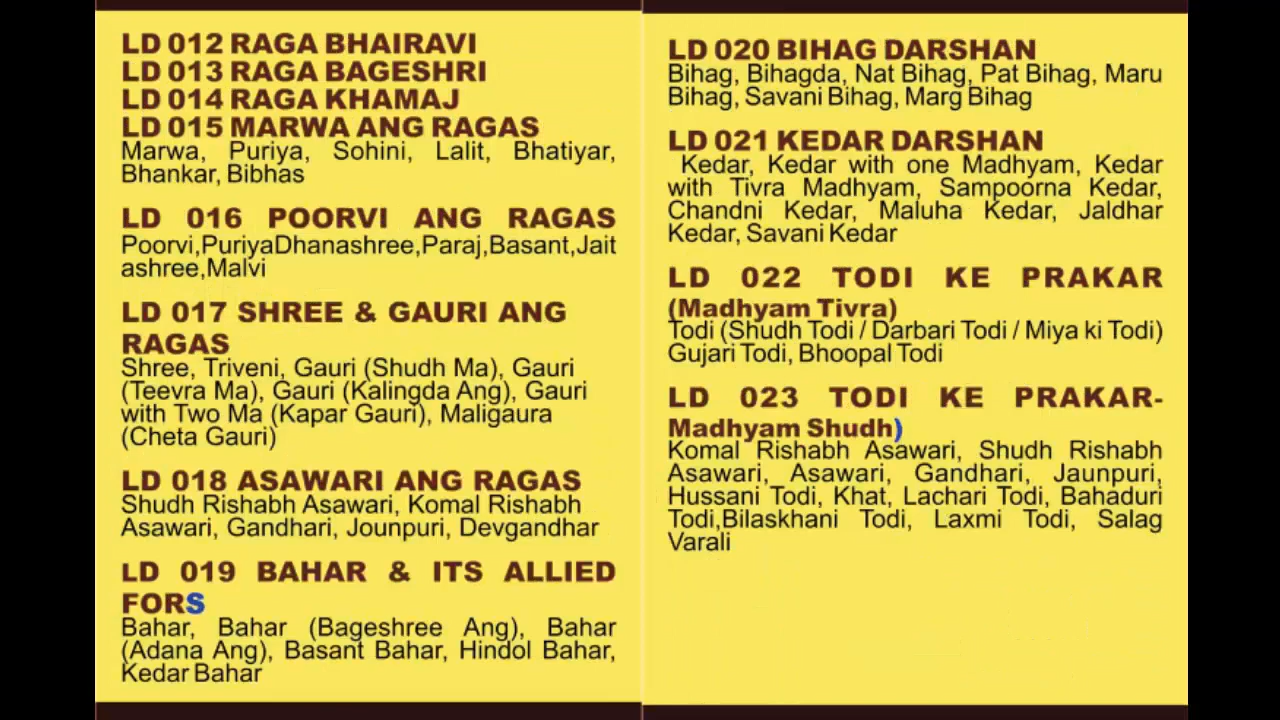 LD 012 RAGA BHAIRAVI
LD 013 RAGA BAGESHRI
LD 014 RAGA KHAMAJ
LD 015 MARWA ANG RAGAS
Marwa, Puriya, Sohini, Lalit, Bhatiyar,
Bhankar, Bibhas
LD 016 POORVI ANG RAGAS
Poorvi,PuriyaDhanashree,Paraj,Basant,Jait
ashree,Malvi
LD 017 SHREE & GAURI ANG
RAGAS
Shree, Triveni, Gauri (Shudh Ma), Gauri
(Teevra Ma), Gauri (Kalingda Ang), Gauri
with Two Ma (Kapar Gauri), Maligaura
(Cheta Gauri)
LD 018 ASAWARI ANG RAGAS
Shudh Rishabh Asawari, Komal Rishabh
Asawari, Gandhari, Jounpuri, Devgandhar
LD 019 BAHAR & ITS ALLIED
FORS
Bahar, Bahar (Bageshree Ang), Bahar
(Adana Ang), Basant Bahar, Hindol Bahar,
Kedar Bahar
LD 020 BIHAG DARSHAN
Bihag, Bihagda, Nat Bihag, Pat Bihag, Maru
Bihag, Savani Bihag, Marg Bihag
LD 021 KEDAR DARSHAN
Kedar, Kedar with one Madhyam, Kedar
with Tivra Madhyam, Sampoorna Kedar,
Chandni Kedar, Maluha Kedar, Jaldhar
Kedar, Savani Kedar
LD 022 TODI KE PRAKAR
(Madhyam Tivra)
Todi (Shudh Todi / Darbari Todi / Miya ki Todi)
Gujari Todi, Bhoopal Todi
LD 023 TODI KE PRAKAR-
Madhyam Shudh)
Komal Rishabh Asawari, Shudh Rishabh
Asawari, Asawari, Gandhari, Jaunpuri,
Hussani Todi, Khat, Lachari Todi, Bahaduri
Todi,Bilaskhani Todi, Laxmi Todi, Salag
Varali